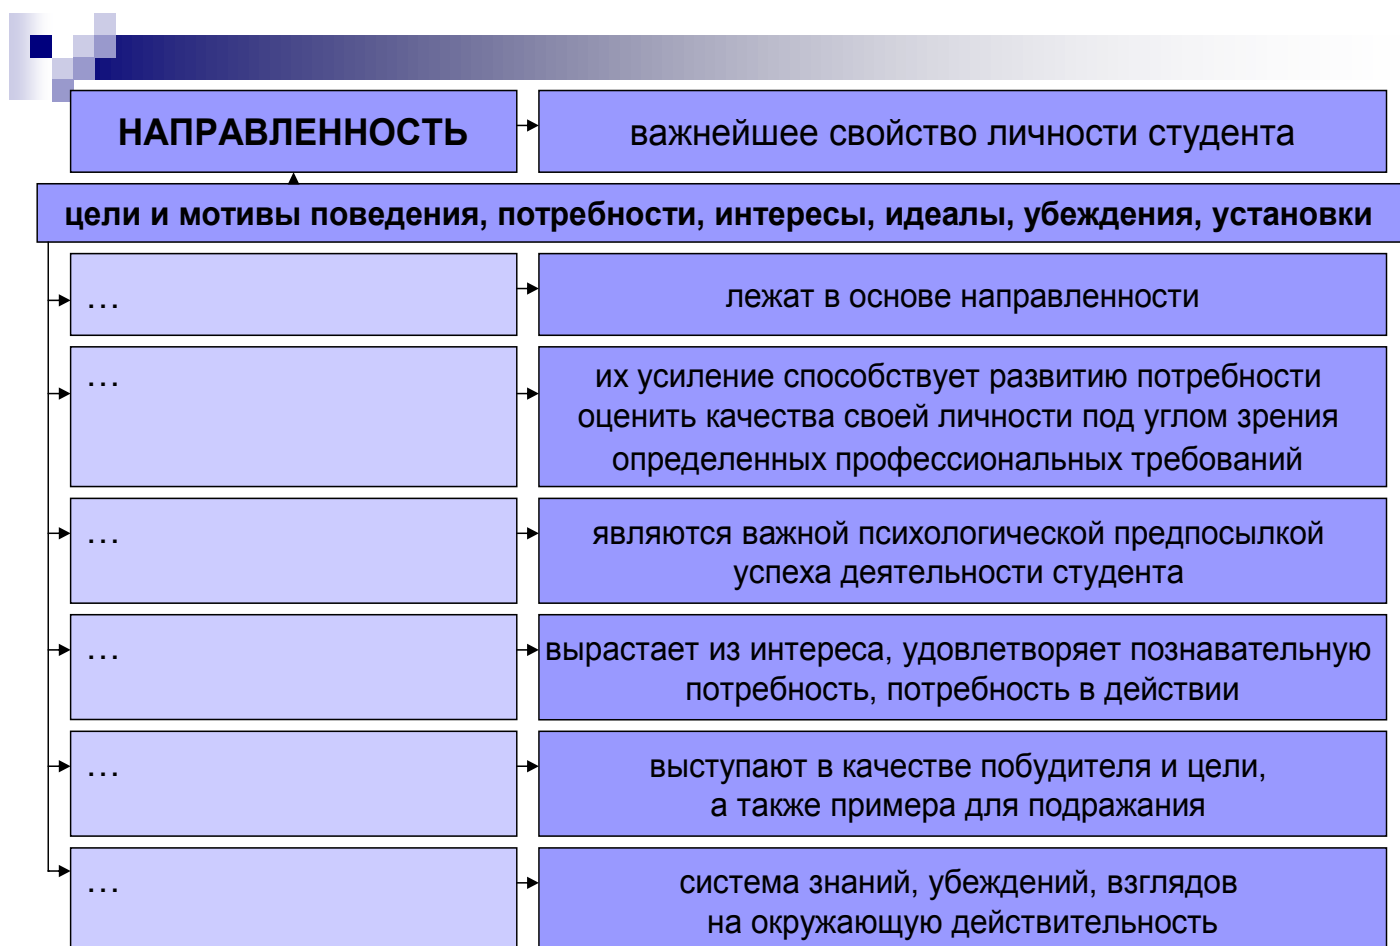 НАПРАВЛЕННОСТЬ
важнейшее свойство личности студента
цели и мотивы поведения, потребности, интересы, идеалы, убеждения, установки
...
лежат в основе направленности
...
их усиление способствует развитию потребности
оценить качества своей личности под углом зрения
определенных профессиональных требований
...
являются важной психологической предпосылкой
успеха деятельности студента
...
вырастает из интереса, удовлетворяет познавательную
потребность, потребность в действии
...
выступают в качестве побудителя и цели,
а также примера для подражания
...
система знаний, убеждений, взглядов
на окружающую действительность